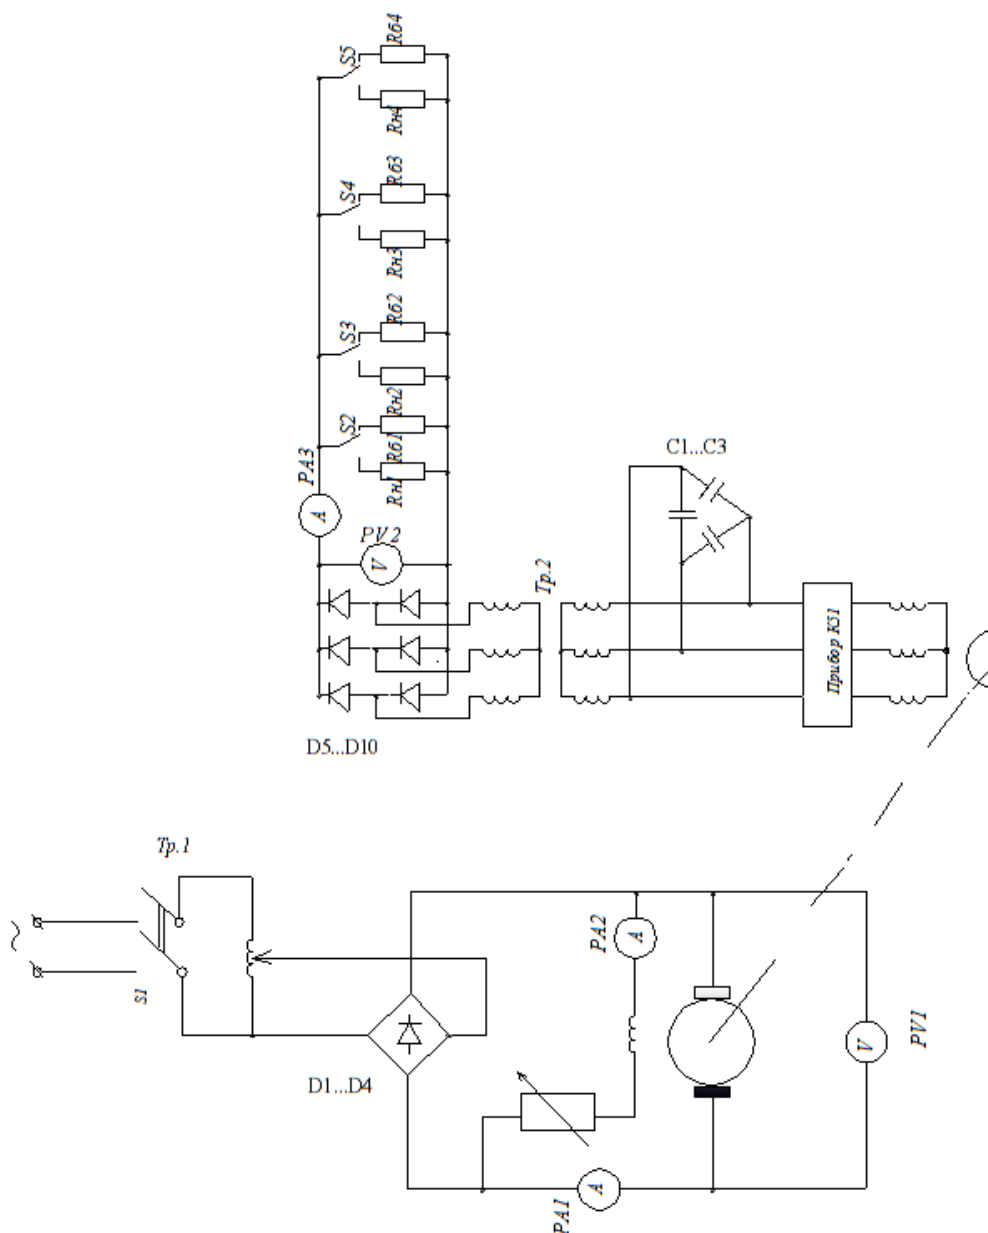 S5
Rб4
Rн4
S4
Rб3
Rн3
S3
Rб2
Rн2
S2
Rб1
Rн1
PA3
A
PV2
V
C1...C3
Тр.2
Прибор К51
D5...D10
Тр.1
~
S1
D1...D4
PA2
A
PV1
V
PA1
A